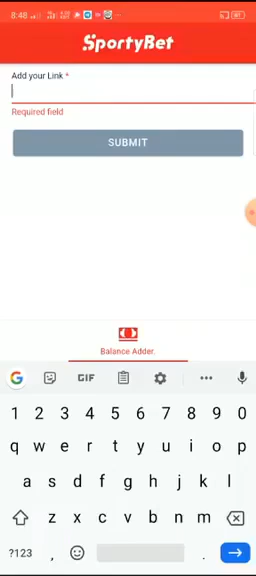 8:48
SportyBet
Add your Link *
Required field
SUBMIT
Balance Adder.
GIF
1 2 3 4 5 6 7 8 9 0
q w e r t y u i o p
a s d f g h j k l
z x c v b n m
?123 , .